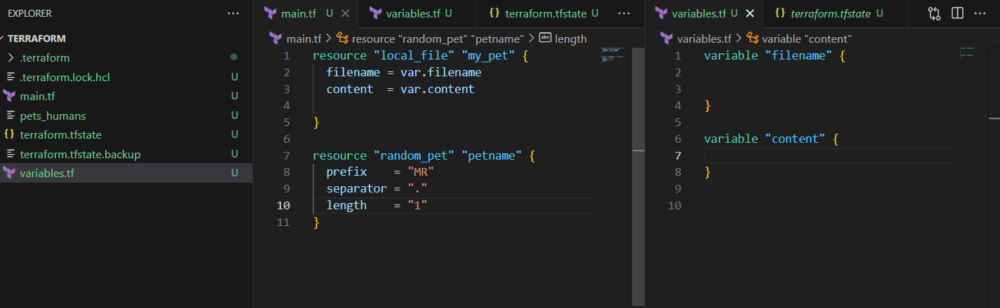 EXPLORER ...
TERRAFORM
.terraform
.terraform.lock.hcl U
main.tf U
pets_humans U
terraform.tfstate U
terraform.tfstate.backup U
variables.tf U
main.tf U
variables.tf U
{} terraform.tfstate U
...
main.tf > resource "random_pet" "petname" > abc length
1 resource "local_file" "my_pet" {
2 filename = var.filename
3 content = var.content
4
5 }
6
7 resource "random_pet" "petname" {
8 prefix = "MR"
9 separator = "."
10 length = "1"
11 }
variables.tf U
{} terraform.tfstate U
...
variables.tf > variable "content"
1 variable "filename" {
2
3
4 }
5
6 variable "content" {
7
8 }
9
10